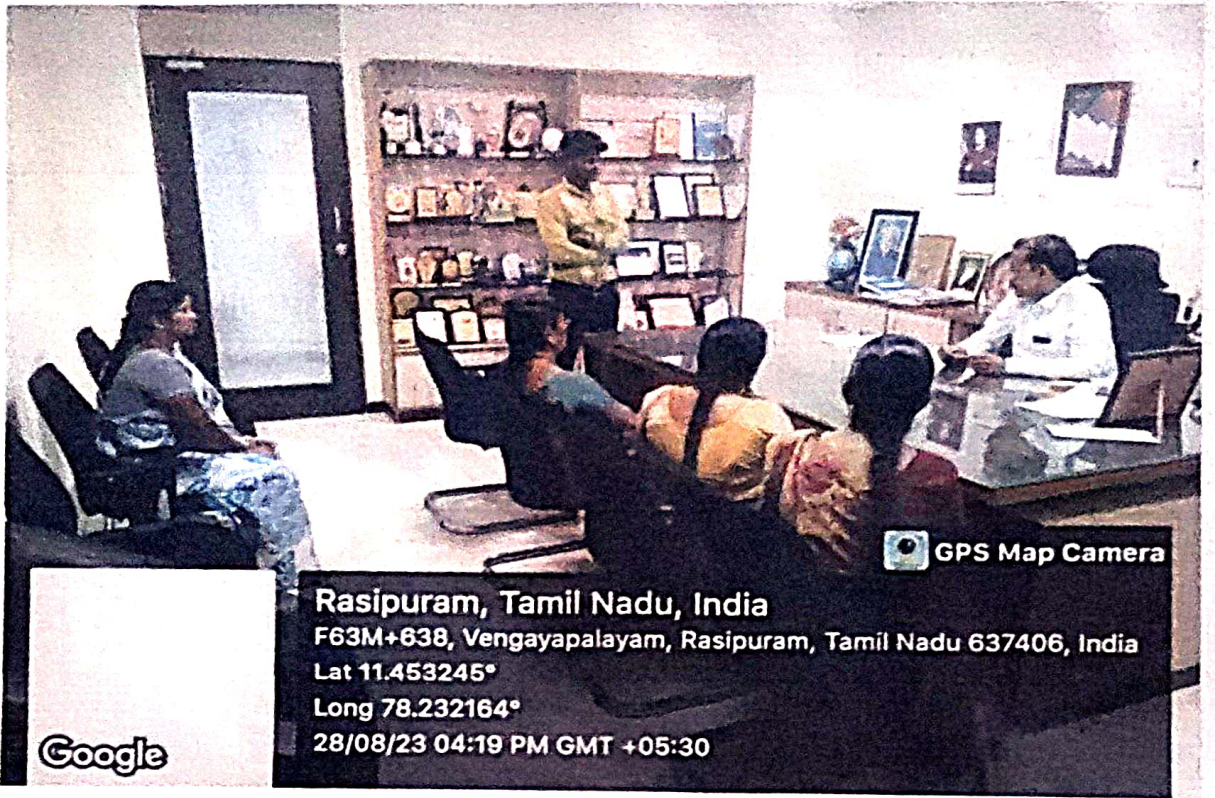 GPS Map Camera
Rasipuram, Tamil Nadu, India
F63M+638, Vengayapalayam, Rasipuram, Tamil Nadu 637406, India
Lat 11.453245°
Long 78.232164°
28/08/23 04:19 PM GMT +05:30
Google